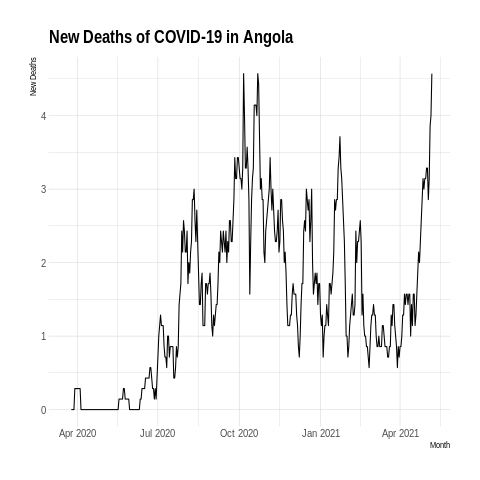 New Deaths of COVID-19 in Angola
New Deaths
4
3
2
1
0
Apr 2020 Jul 2020 Oct 2020 Jan 2021 Apr 2021
Month